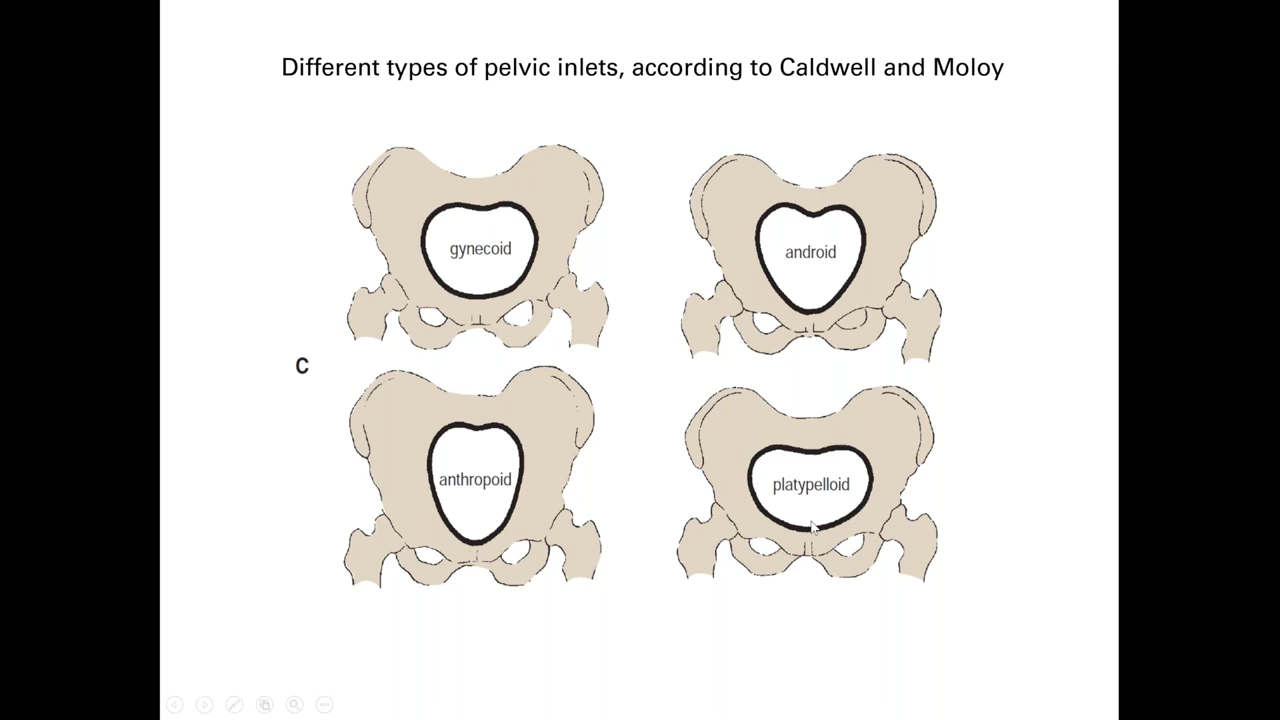 Different types of pelvic inlets, according to Caldwell and Moloy
gynecoid
android
C
anthropoid
platypelloid